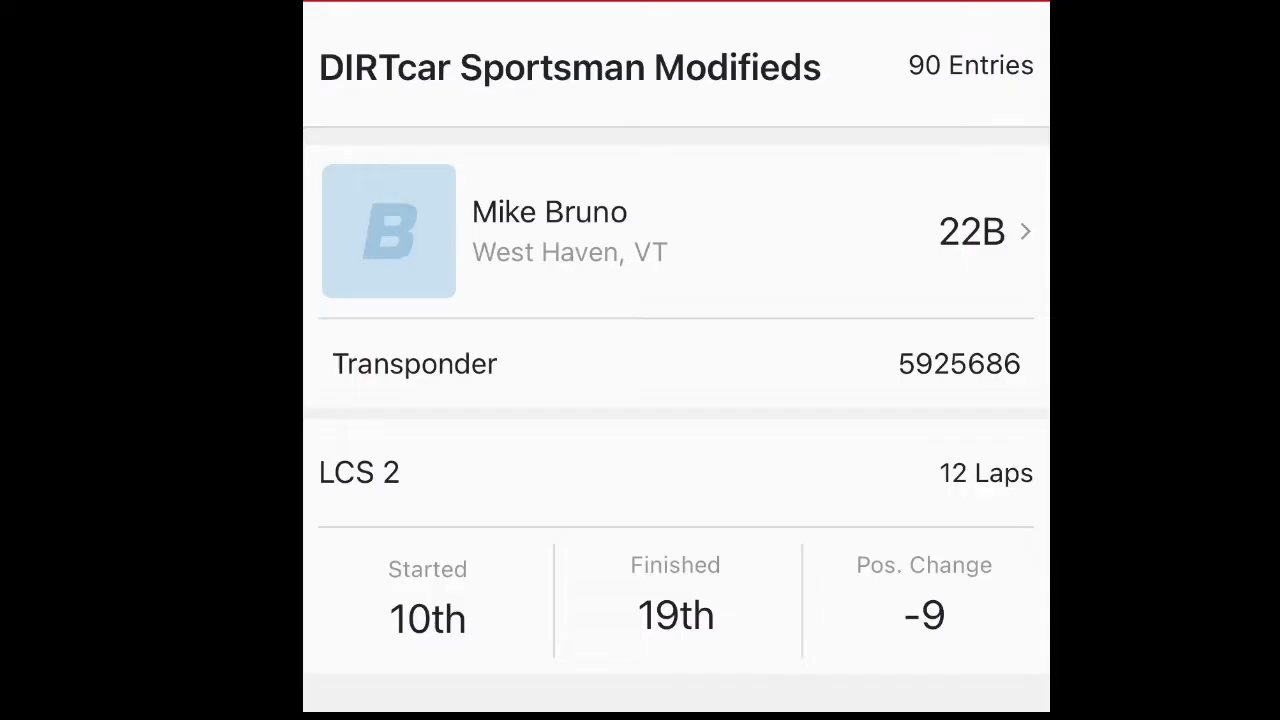 DIRTcar Sportsman Modifieds 90 Entries
B
Mike Bruno
West Haven, VT
22B
Transponder 5925686
LCS 2 12 Laps
Started Finished Pos. Change
10th 19th -9